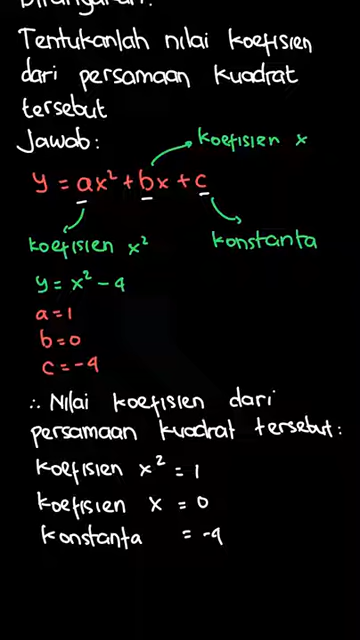 Ditanyakan:
Tentukanlah nilai koefisien
dari persamaan kuadrat
tersebut
Jawab:
koefisien x
y = ax² + bx + c
koefisien x²
konstanta
y = x² - 4
a = 1
b = 0
c = -4
∴ Nilai koefisien dari
persamaan kuadrat tersebut:
koefisien x² = 1
koefisien x = 0
konstanta = -4